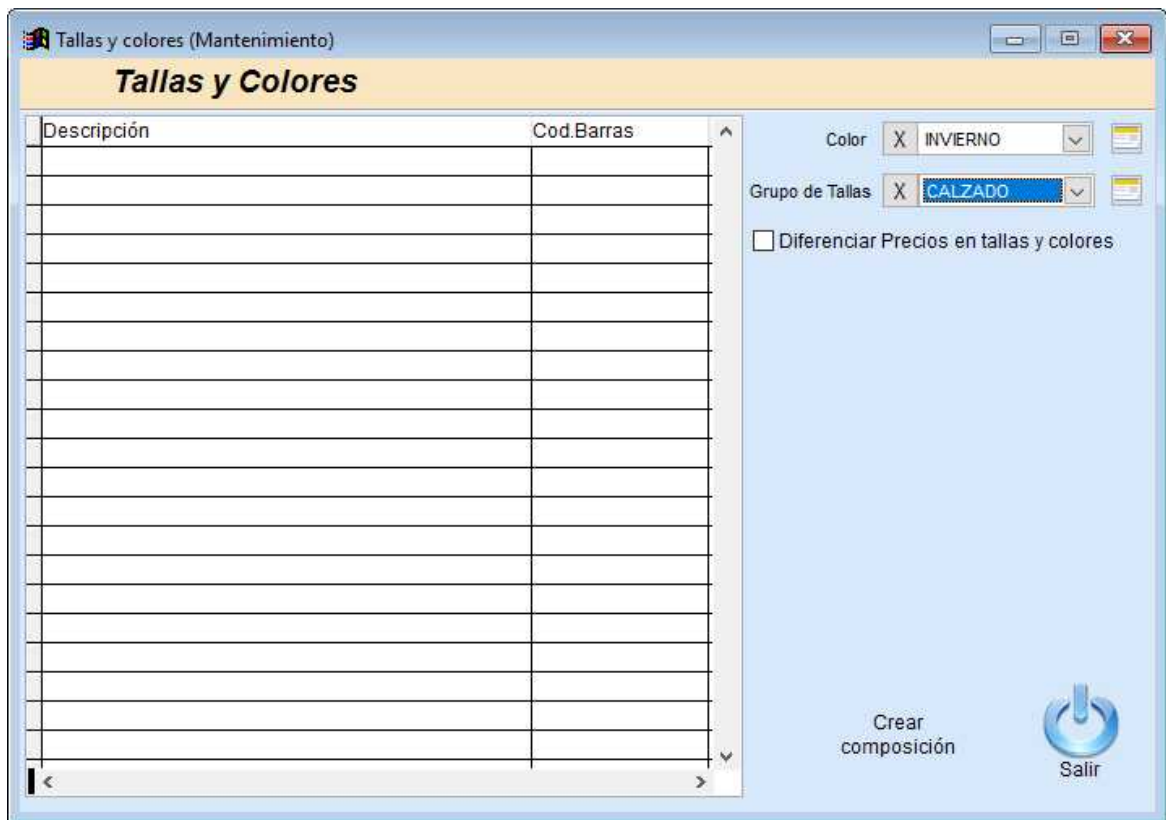 Tallas y colores (Mantenimiento)
Tallas y Colores
Descripción Cod.Barras
Color X INVIERNO
Grupo de Tallas X CALZADO
Diferenciar Precios en tallas y colores
Crear
composición
Salir